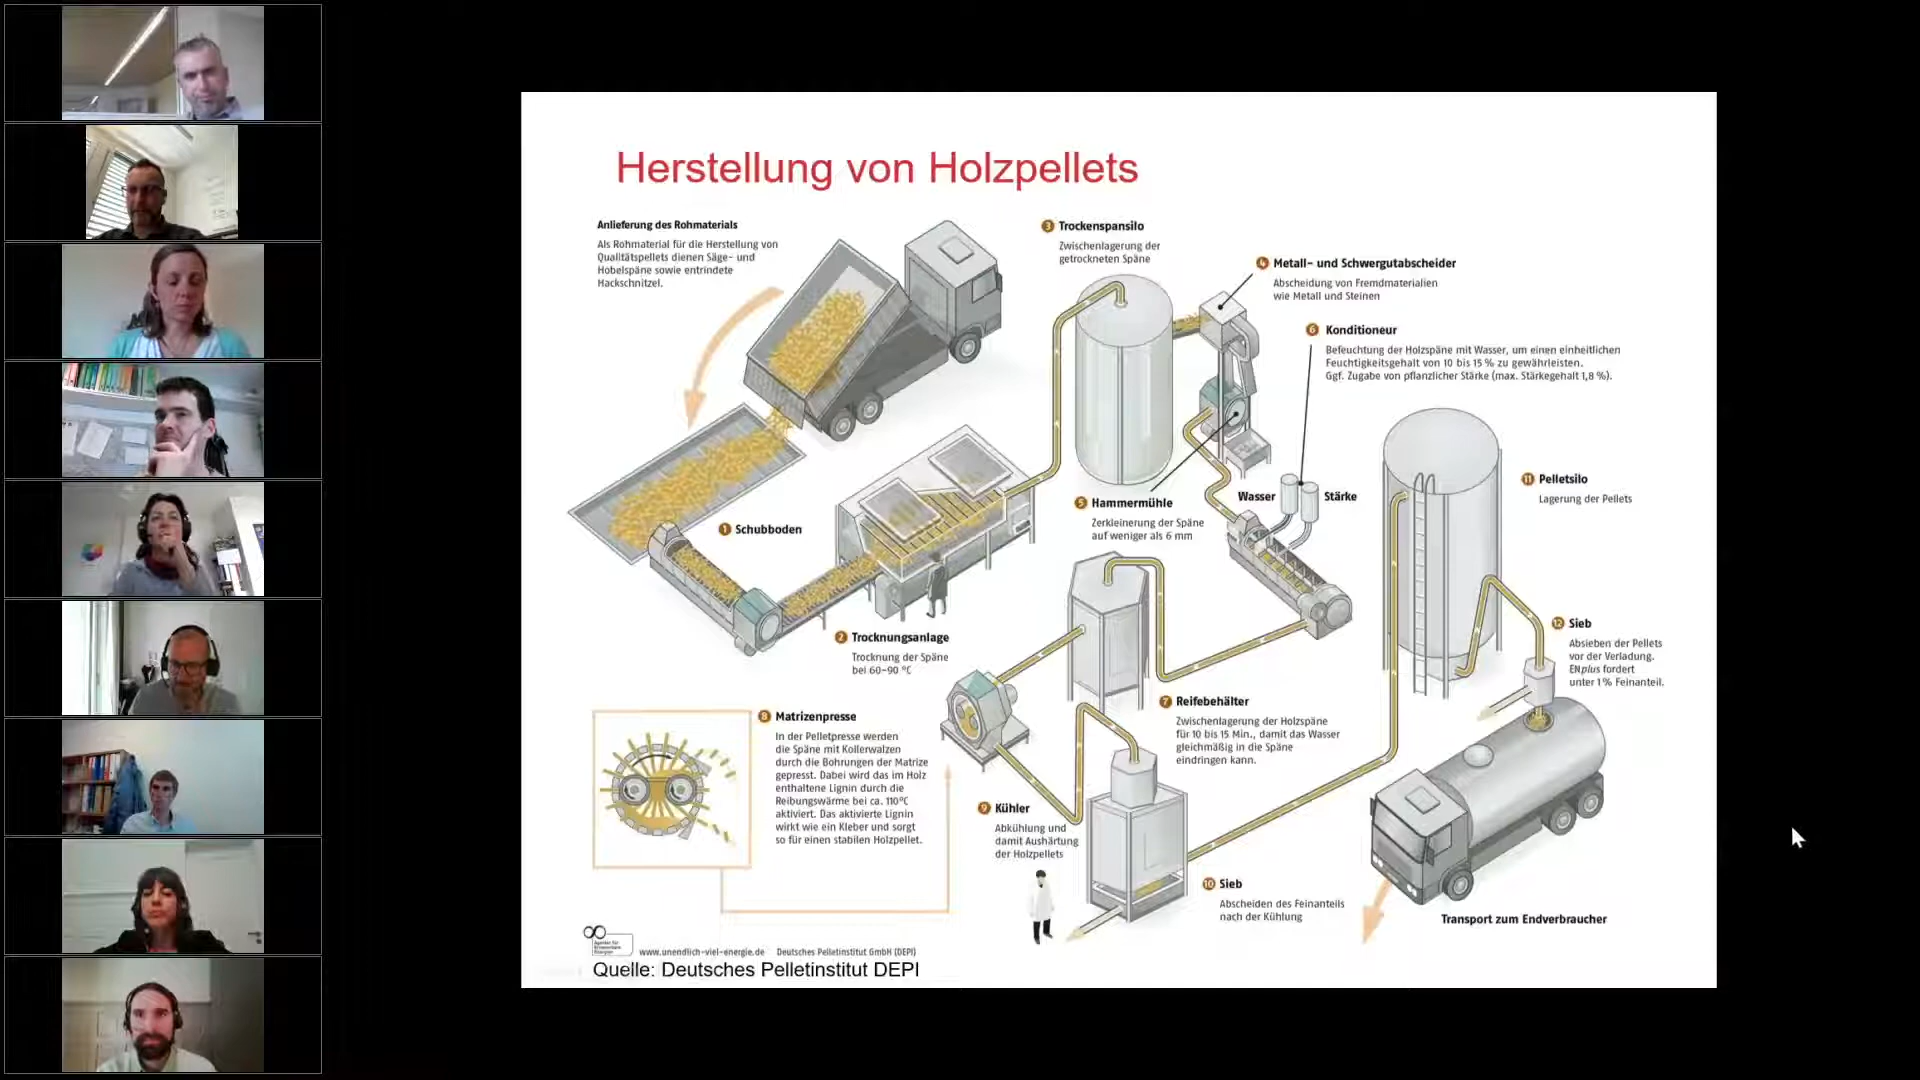 Herstellung von Holzpellets
Anlieferung des Rohmaterials
Als Rohmaterial für die Herstellung von
Qualitätspellets dienen Säge- und
Hobelspäne sowie entrindete
Hackschnitzel.
3 Trockenspansilo
Zwischenlagerung der
getrockneten Späne
4 Metall- und Schwergutabscheider
Abscheidung von Fremdmaterialien
wie Metall und Steinen
6 Konditioneur
Befeuchtung der Holzspäne mit Wasser, um einen einheitlichen
Feuchtigkeitsgehalt von 10 bis 15 % zu gewährleisten.
Ggf. Zugabe von pflanzlicher Stärke (max. Stärkegehalt 1,8 %).
1 Schubboden
5 Hammermühle
Zerkleinerung der Späne
auf weniger als 6 mm
Wasser
Stärke
11 Pelletsilo
Lagerung der Pellets
2 Trocknungsanlage
Trocknung der Späne
bei 60-90 °C
12 Sieb
Absieben der Pellets
vor der Verladung.
ENplus fordert
unter 1 % Feinanteil.
8 Matrizenpresse
In der Pelletpresse werden
die Späne mit Kollerwalzen
durch die Bohrungen der Matrize
gepresst. Dabei wird das im Holz
enthaltene Lignin durch die
Reibungswärme bei ca. 110°C
aktiviert. Das aktivierte Lignin
wirkt wie ein Kleber und sorgt
so für einen stabilen Holzpellet.
7 Reifebehälter
Zwischenlagerung der Holzspäne
für 10 bis 15 Min., damit das Wasser
gleichmäßig in die Späne
eindringen kann.
9 Kühler
Abkühlung und
damit Aushärtung
der Holzpellets
10 Sieb
Abscheiden des Feinanteils
nach der Kühlung
Transport zum Endverbraucher
Agentur für
Erneuerbare
Energien
www.unendlich-viel-energie.de Deutsches Pelletinstitut GmbH (DEPI)
Quelle: Deutsches Pelletinstitut DEPI